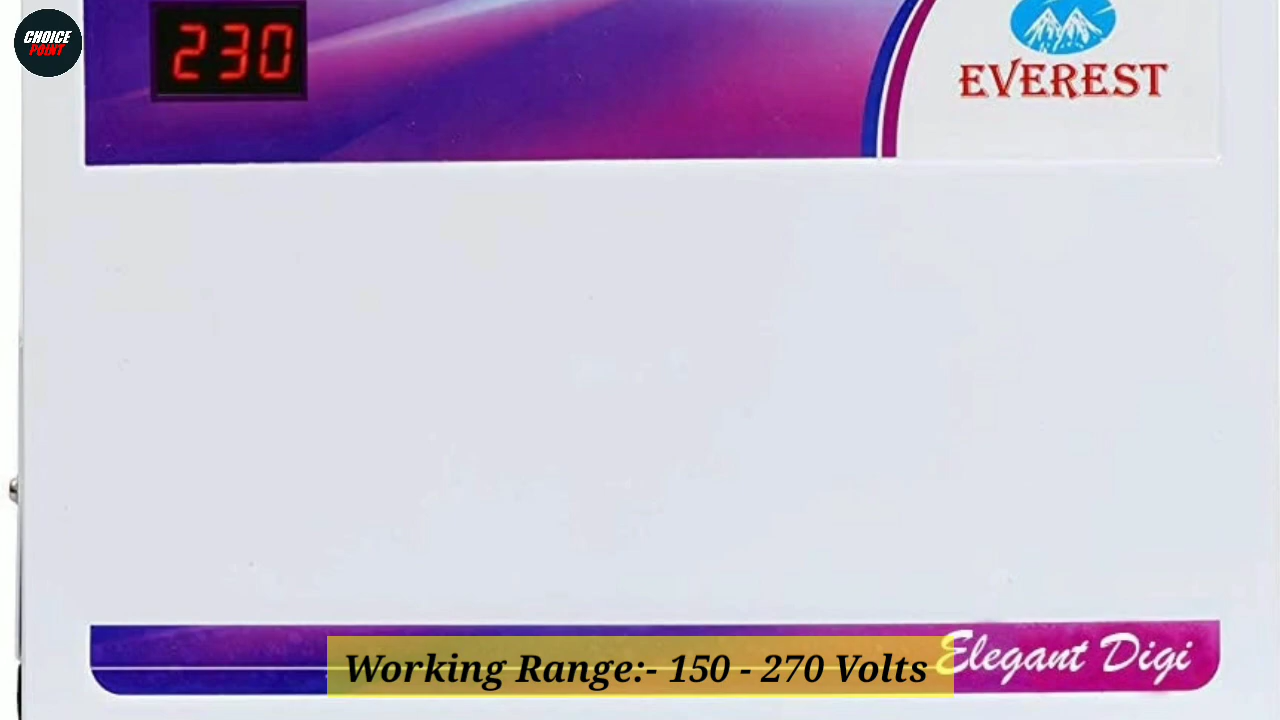 CHOICE
POINT
230
EVEREST
Elegant Digi
Working Range:- 150 - 270 Volts